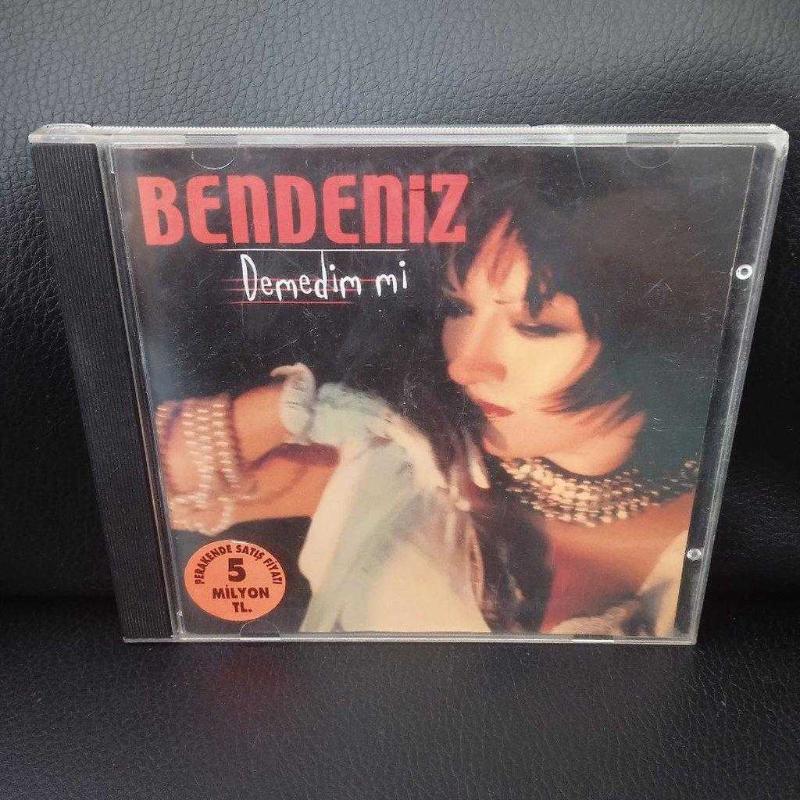 BENDENiZ
Demedim mi
PERAKENDE SATIŞ FİYATI
5
MİLYON
TL.